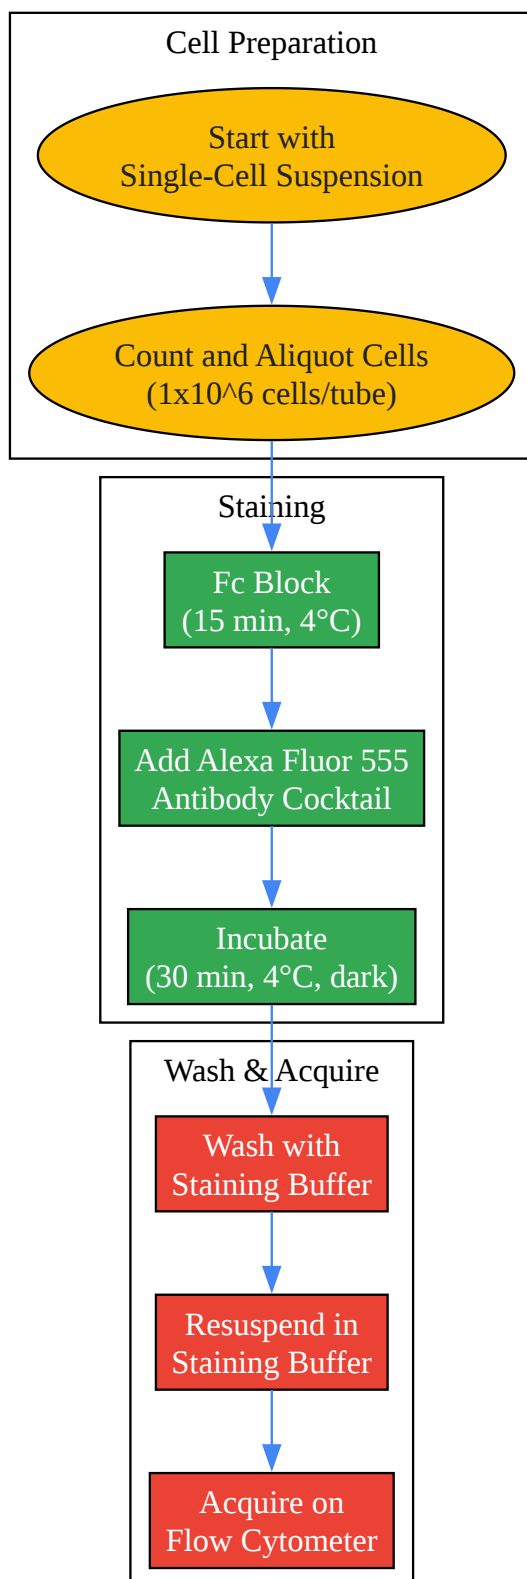 Cell Preparation
Start with
Single-Cell Suspension
Count and Aliquot Cells
(1x10^6 cells/tube)
Staining
Fc Block
(15 min, 4°C)
Add Alexa Fluor 555
Antibody Cocktail
Incubate
(30 min, 4°C, dark)
Wash & Acquire
Wash with
Staining Buffer
Resuspend in
Staining Buffer
Acquire on
Flow Cytometer